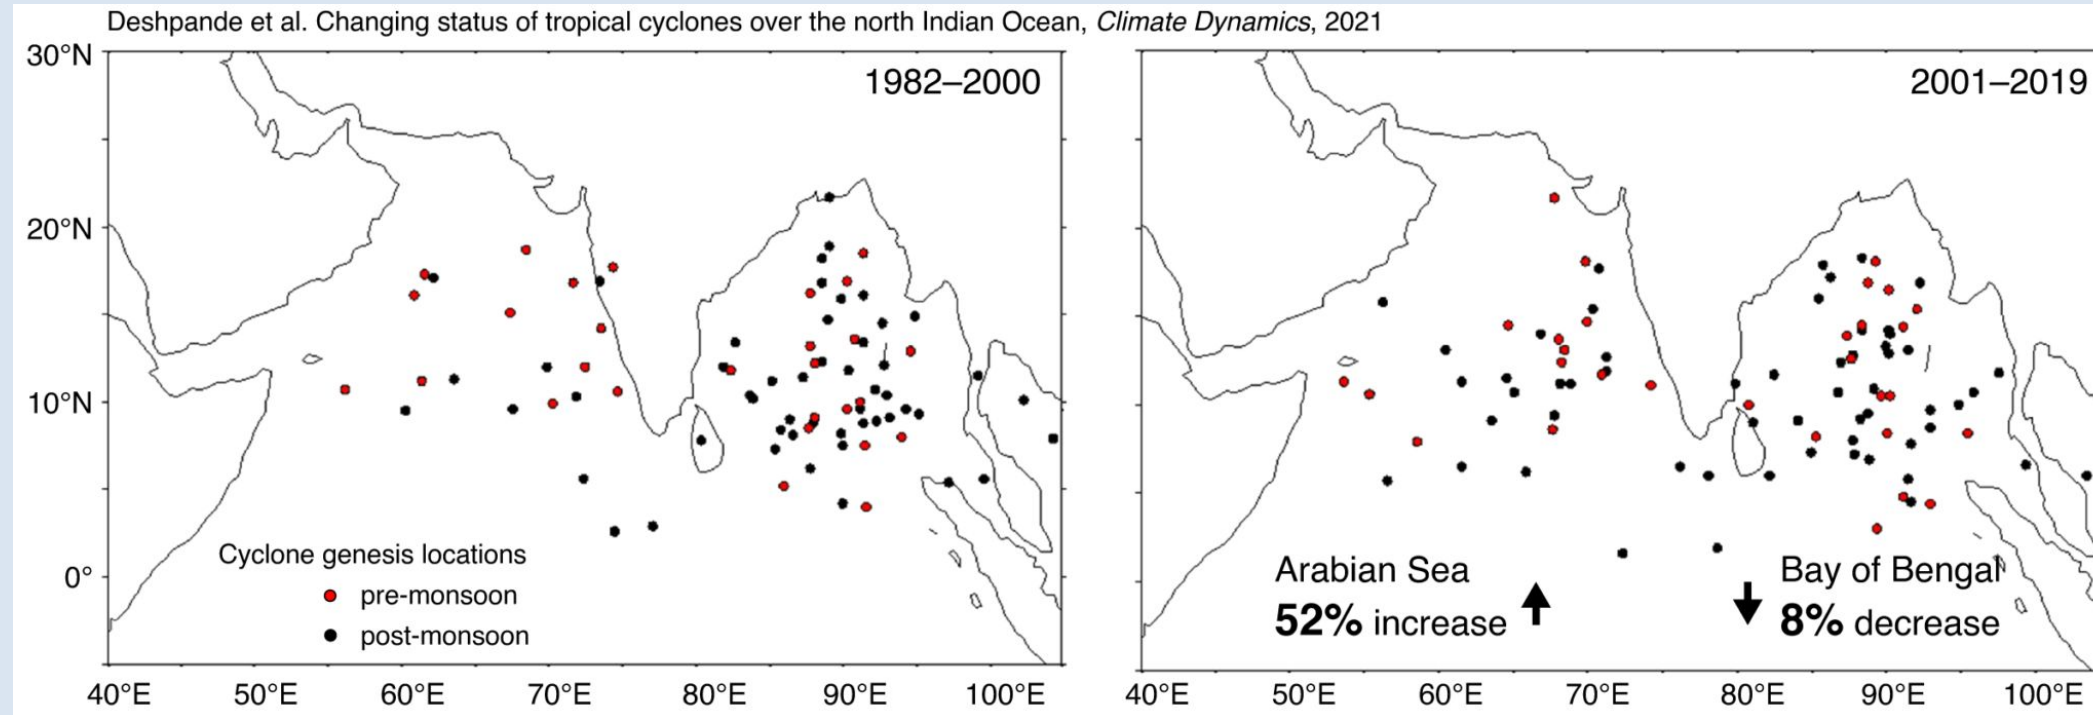 Deshpande et al. Changing status of tropical cyclones over the north Indian Ocean, Climate Dynamics, 2021
30°N
20°N
10°N
0°
1982–2000
Cyclone genesis locations
pre-monsoon
post-monsoon
40°E 50°E 60°E 70°E 80°E 90°E 100°E
2001–2019
Arabian Sea
52% increase
Bay of Bengal
8% decrease
40°E 50°E 60°E 70°E 80°E 90°E 100°E